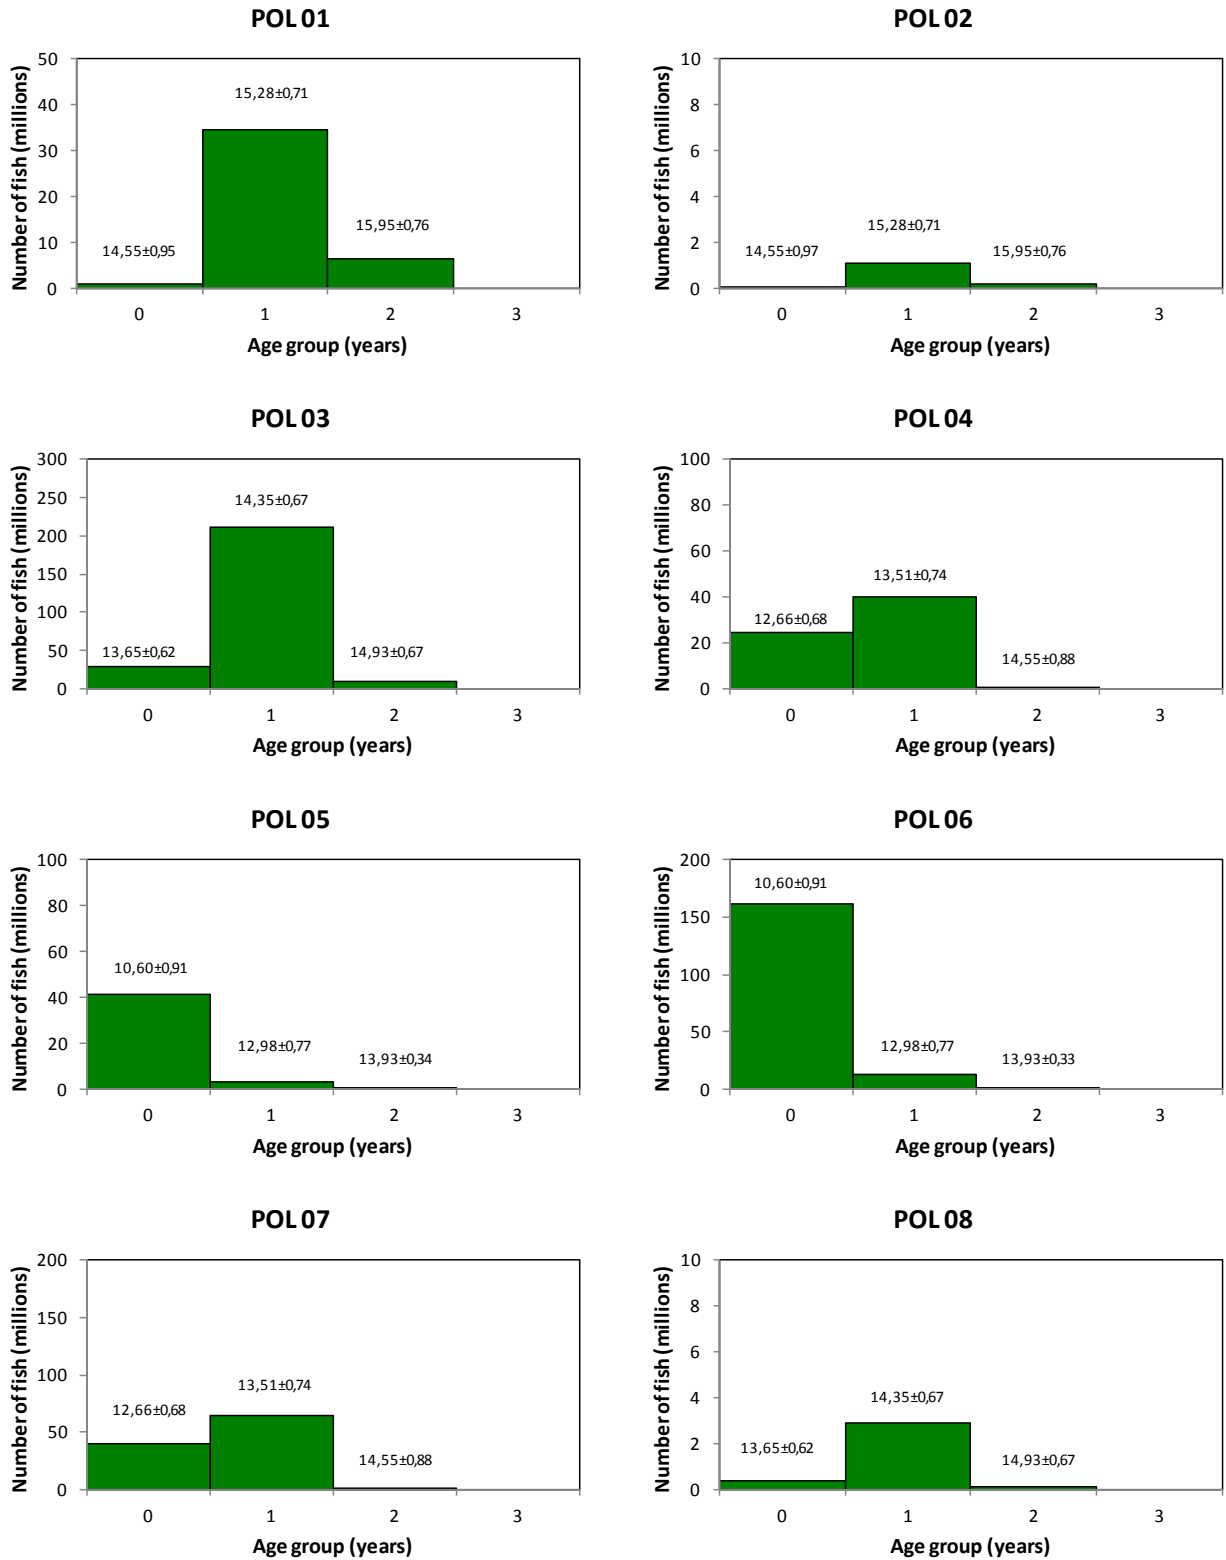 POL 01
Number of fish (millions)
50
40
30
20
10
0
15,28±0,71
14,55±0,95
15,95±0,76
0 1 2 3
Age group (years)
POL 02
Number of fish (millions)
10
8
6
4
2
0
15,28±0,71
14,55±0,97
15,95±0,76
0 1 2 3
Age group (years)
POL 03
Number of fish (millions)
300
250
200
150
100
50
0
14,35±0,67
13,65±0,62
14,93±0,67
0 1 2 3
Age group (years)
POL 04
Number of fish (millions)
100
80
60
40
20
0
13,51±0,74
12,66±0,68
14,55±0,88
0 1 2 3
Age group (years)
POL 05
Number of fish (millions)
100
80
60
40
20
0
10,60±0,91
12,98±0,77
13,93±0,34
0 1 2 3
Age group (years)
POL 06
Number of fish (millions)
200
150
100
50
0
10,60±0,91
12,98±0,77
13,93±0,33
0 1 2 3
Age group (years)
POL 07
Number of fish (millions)
200
150
100
50
0
13,51±0,74
12,66±0,68
14,55±0,88
0 1 2 3
Age group (years)
POL 08
Number of fish (millions)
10
8
6
4
2
0
14,35±0,67
13,65±0,62
14,93±0,67
0 1 2 3
Age group (years)